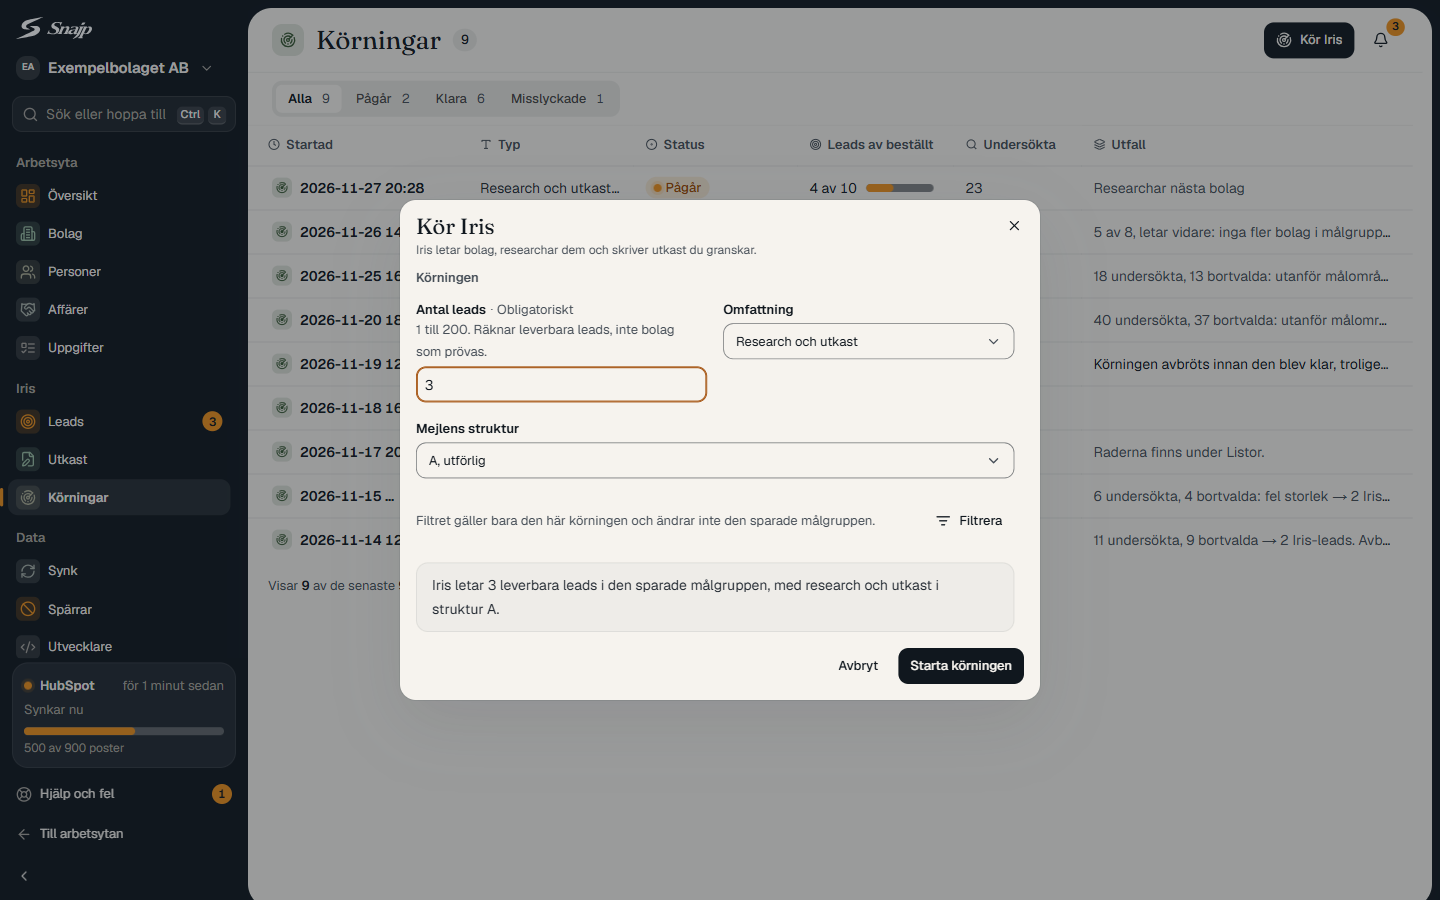 Snajp
EA Exempelbolaget AB
Sök eller hoppa till Ctrl K
Arbetsyta
Översikt
Bolag
Personer
Affärer
Uppgifter
Iris
Leads 3
Utkast
Körningar
Data
Synk
Spärrar
Utvecklare
HubSpot för 1 minut sedan
Synkar nu
500 av 900 poster
Hjälp och fel 1
Till arbetsytan
Körningar 9
Kör Iris
3
Alla 9 Pågår 2 Klara 6 Misslyckade 1
Startad Typ Status Leads av beställt Undersökta Utfall
2026-11-27 20:28 Research och utkast... Pågår 4 av 10 23 Researchar nästa bolag
2026-11-26 14 5 av 8, letar vidare: inga fler bolag i målgrupp...
2026-11-25 16 18 undersökta, 13 bortvalda: utanför målområ...
2026-11-20 18 40 undersökta, 37 bortvalda: utanför målomr...
2026-11-19 12 Körningen avbröts innan den blev klar, trolige...
2026-11-18 16
2026-11-17 20 Raderna finns under Listor.
2026-11-15 ... 6 undersökta, 4 bortvalda: fel storlek → 2 Iris...
2026-11-14 12 11 undersökta, 9 bortvalda → 2 Iris-leads. Avb...
Visar 9 av de senaste
Kör Iris
Iris letar bolag, researchar dem och skriver utkast du granskar.
Körningen
Antal leads · Obligatoriskt
1 till 200. Räknar leverbara leads, inte bolag
som prövas.
3
Omfattning
Research och utkast
Mejlens struktur
A, utförlig
Filtret gäller bara den här körningen och ändrar inte den sparade målgruppen.
Filtrera
Iris letar 3 leverbara leads i den sparade målgruppen, med research och utkast i
struktur A.
Avbryt
Starta körningen